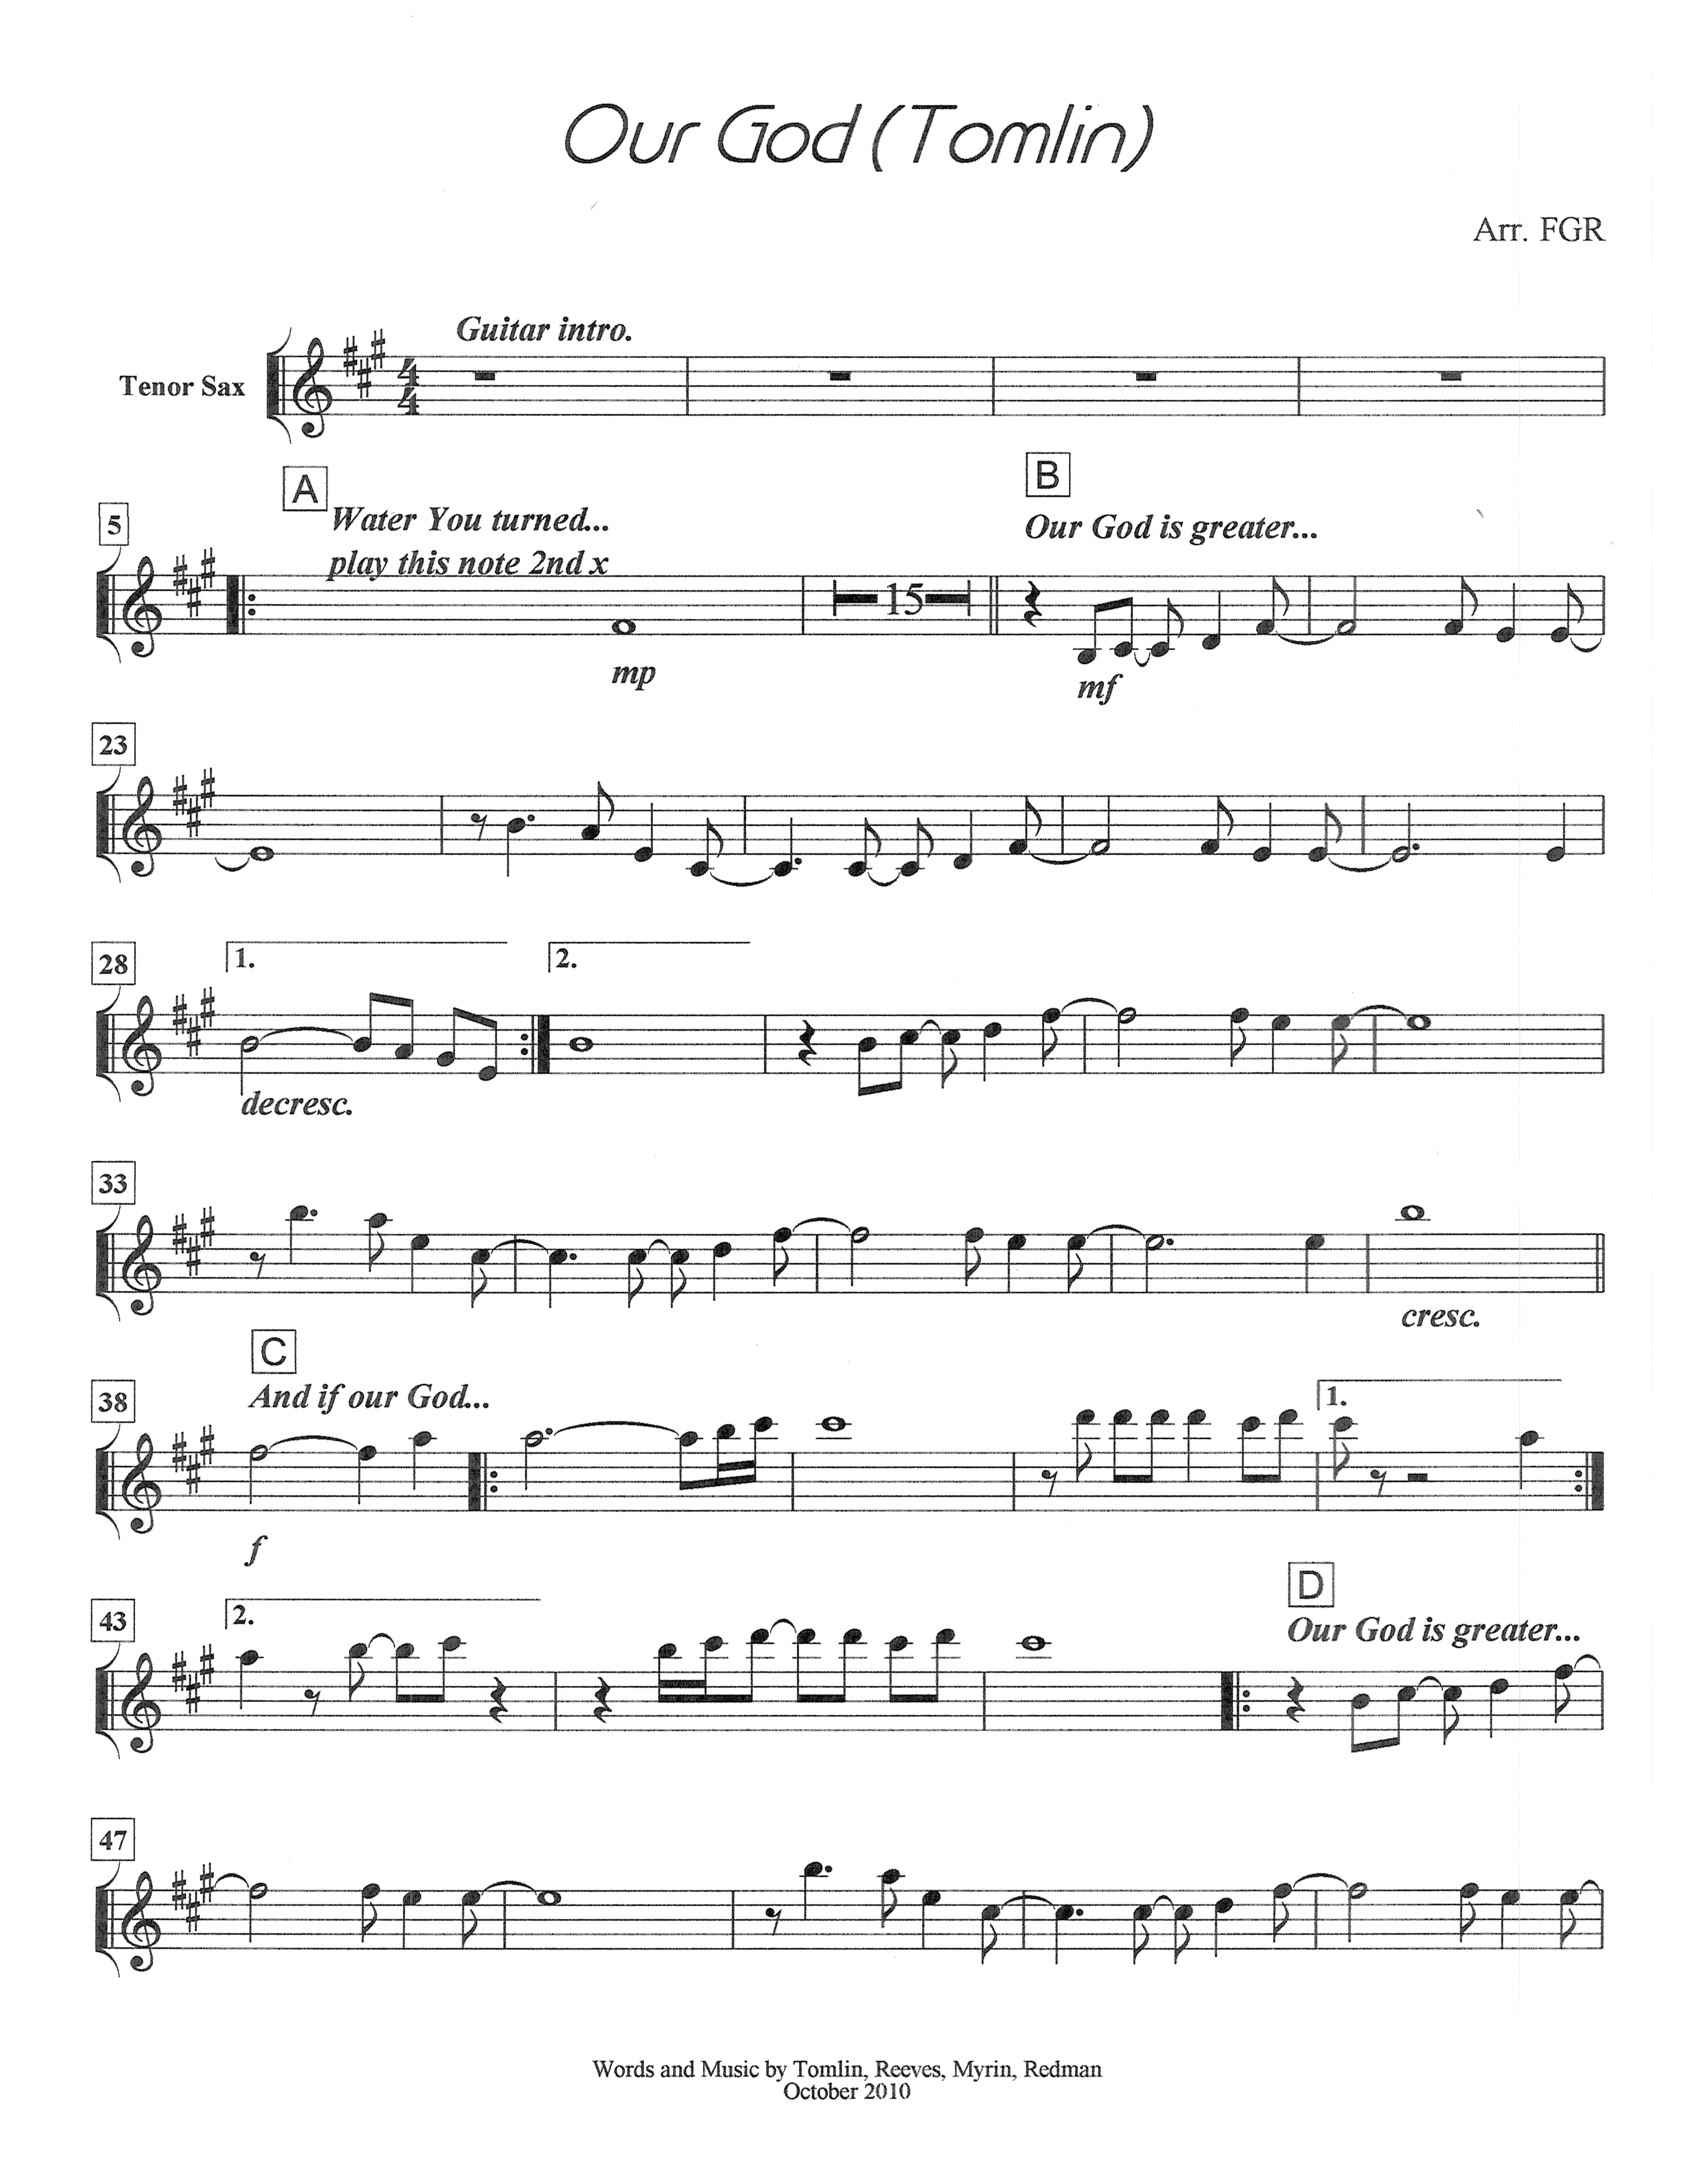 Our God (Tomlin)
Arr. FGR
Guitar intro.
Tenor Sax
4
4
A
B
5
Water You turned...
Our God is greater...
play this note 2nd x
15
mp
mf
23
28
1.
2.
decresc.
33
cresc.
C
38
And if our God...
1.
f
D
43
2.
Our God is greater...
47
Words and Music by Tomlin, Reeves, Myrin, Redman
October 2010